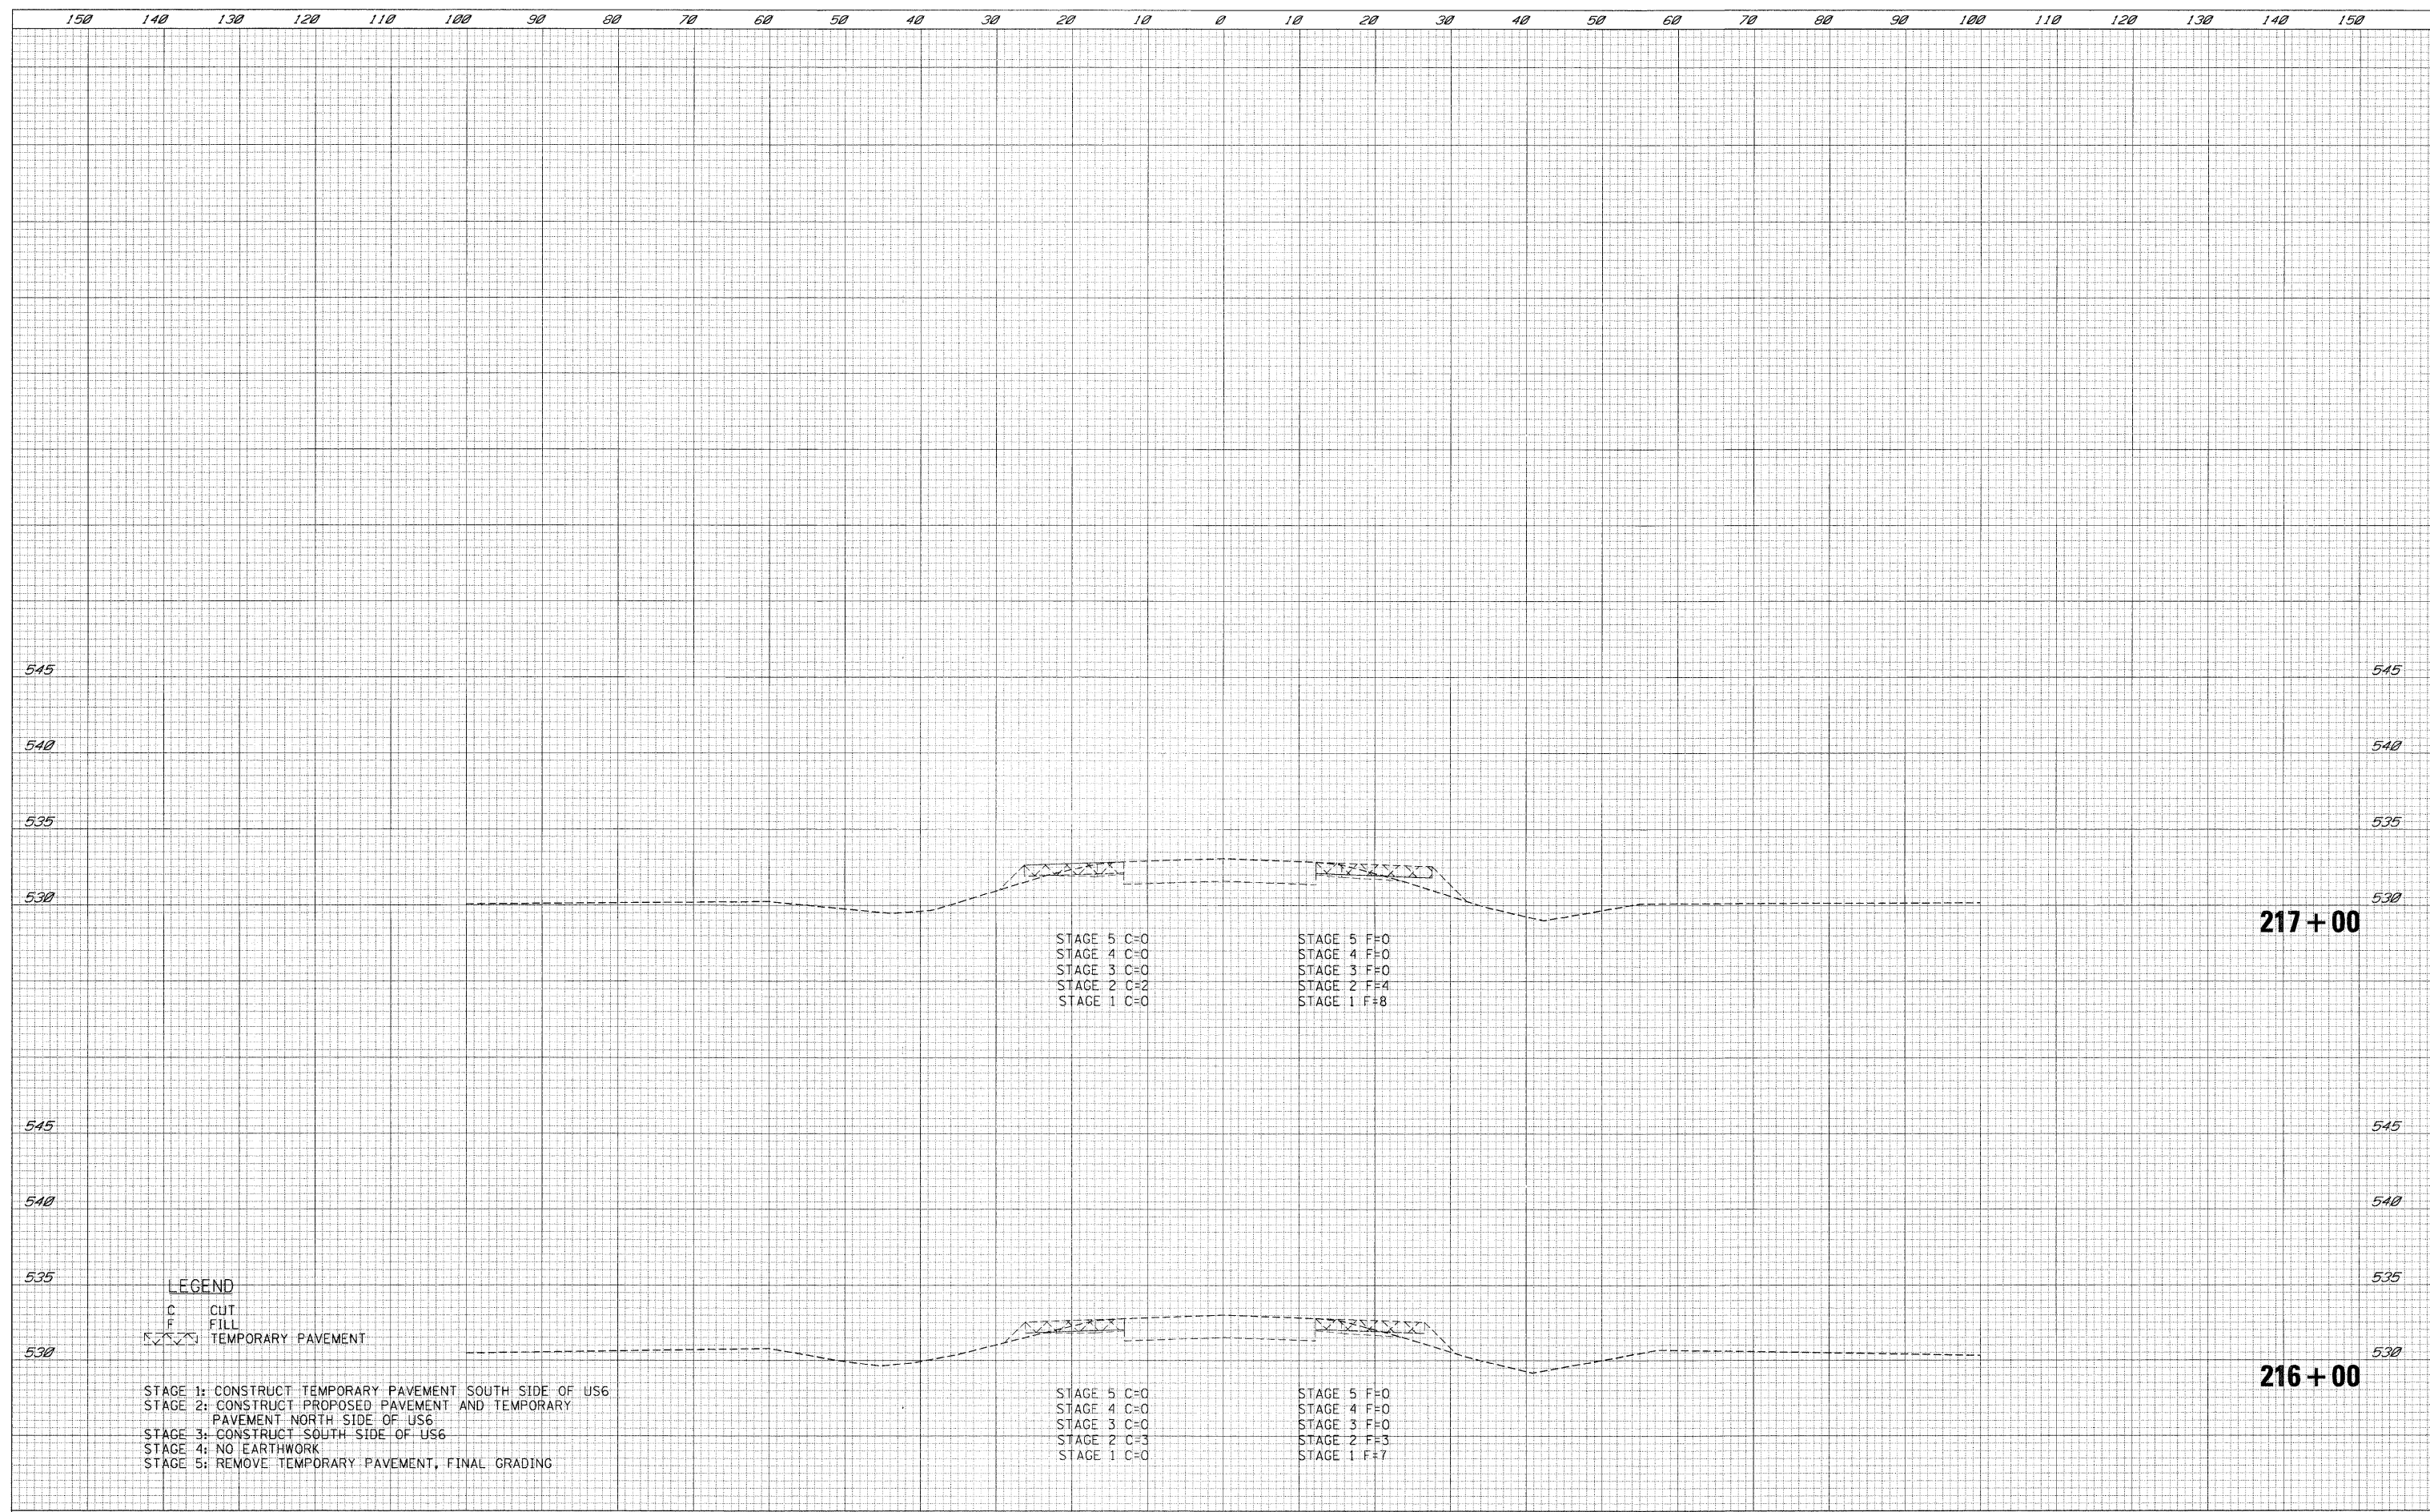 150 140 130 120 110 100 90 80 70 60 50 40 30 20 10 0 10 20 30 40 50 60 70 80 90 100 110 120 130 140 150
545 545
540 540
535 535
530 530
217+00
STAGE 5 C=0 STAGE 5 F=0
STAGE 4 C=0 STAGE 4 F=0
STAGE 3 C=0 STAGE 3 F=0
STAGE 2 C=2 STAGE 2 F=4
STAGE 1 C=0 STAGE 1 F=8
545 545
540 540
535 535
LEGEND
C CUT
F FILL
TEMPORARY PAVEMENT
530 530
216+00
STAGE 5 C=0 STAGE 5 F=0
STAGE 4 C=0 STAGE 4 F=0
STAGE 3 C=0 STAGE 3 F=0
STAGE 2 C=3 STAGE 2 F=3
STAGE 1 C=0 STAGE 1 F=7
STAGE 1: CONSTRUCT TEMPORARY PAVEMENT SOUTH SIDE OF US6
STAGE 2: CONSTRUCT PROPOSED PAVEMENT AND TEMPORARY
PAVEMENT NORTH SIDE OF US6
STAGE 3: CONSTRUCT SOUTH SIDE OF US6
STAGE 4: NO EARTHWORK
STAGE 5: REMOVE TEMPORARY PAVEMENT, FINAL GRADING